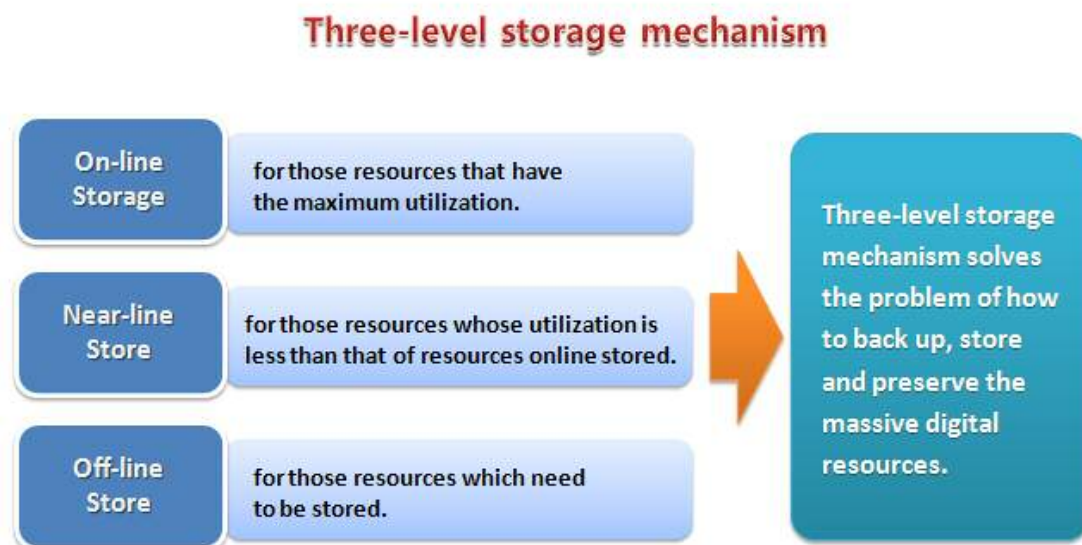 Three-level storage mechanism
On-line
Storage
for those resources that have
the maximum utilization.
Near-line
Store
for those resources whose utilization is
less than that of resources online stored.
Off-line
Store
for those resources which need
to be stored.
Three-level storage
mechanism solves
the problem of how
to back up, store
and preserve the
massive digital
resources.